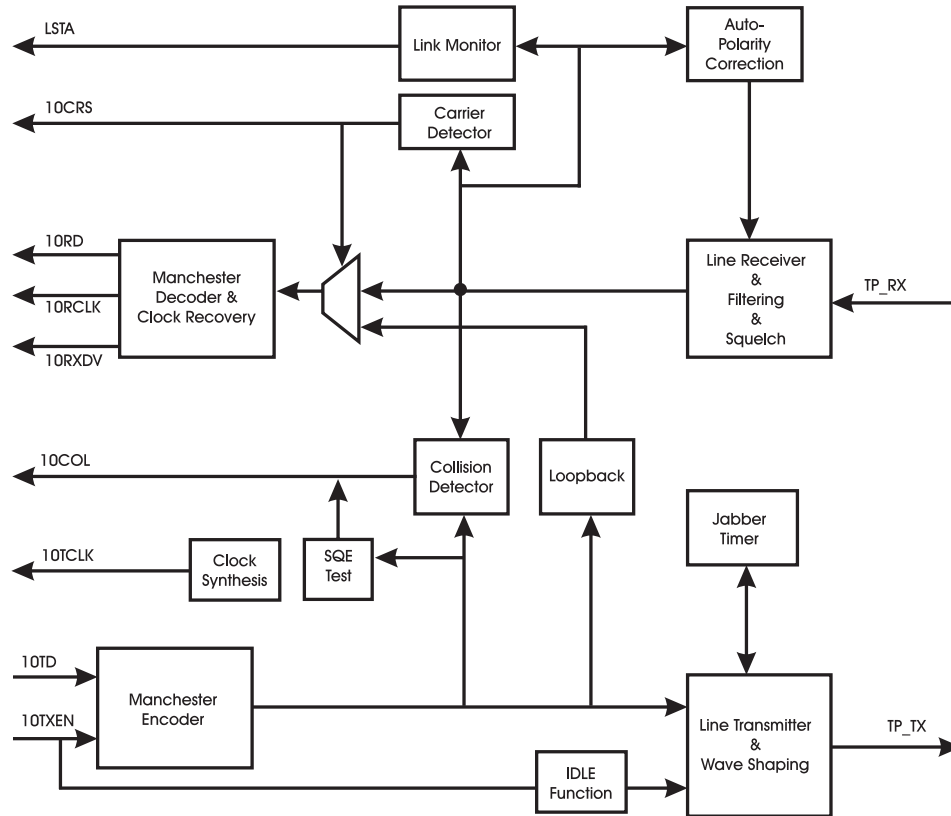 LSTA
Link Monitor
Auto-
Polarity
Correction
10CRS
Carrier
Detector
10RD
10RCLK
10RXDV
Manchester
Decoder &
Clock Recovery
Line Receiver
&
Filtering
&
Squelch
TP_RX
10COL
Collision
Detector
Loopback
Jabber
Timer
10TCLK
Clock
Synthesis
SQE
Test
10TD
10TXEN
Manchester
Encoder
Line Transmitter
&
Wave Shaping
TP_TX
IDLE
Function